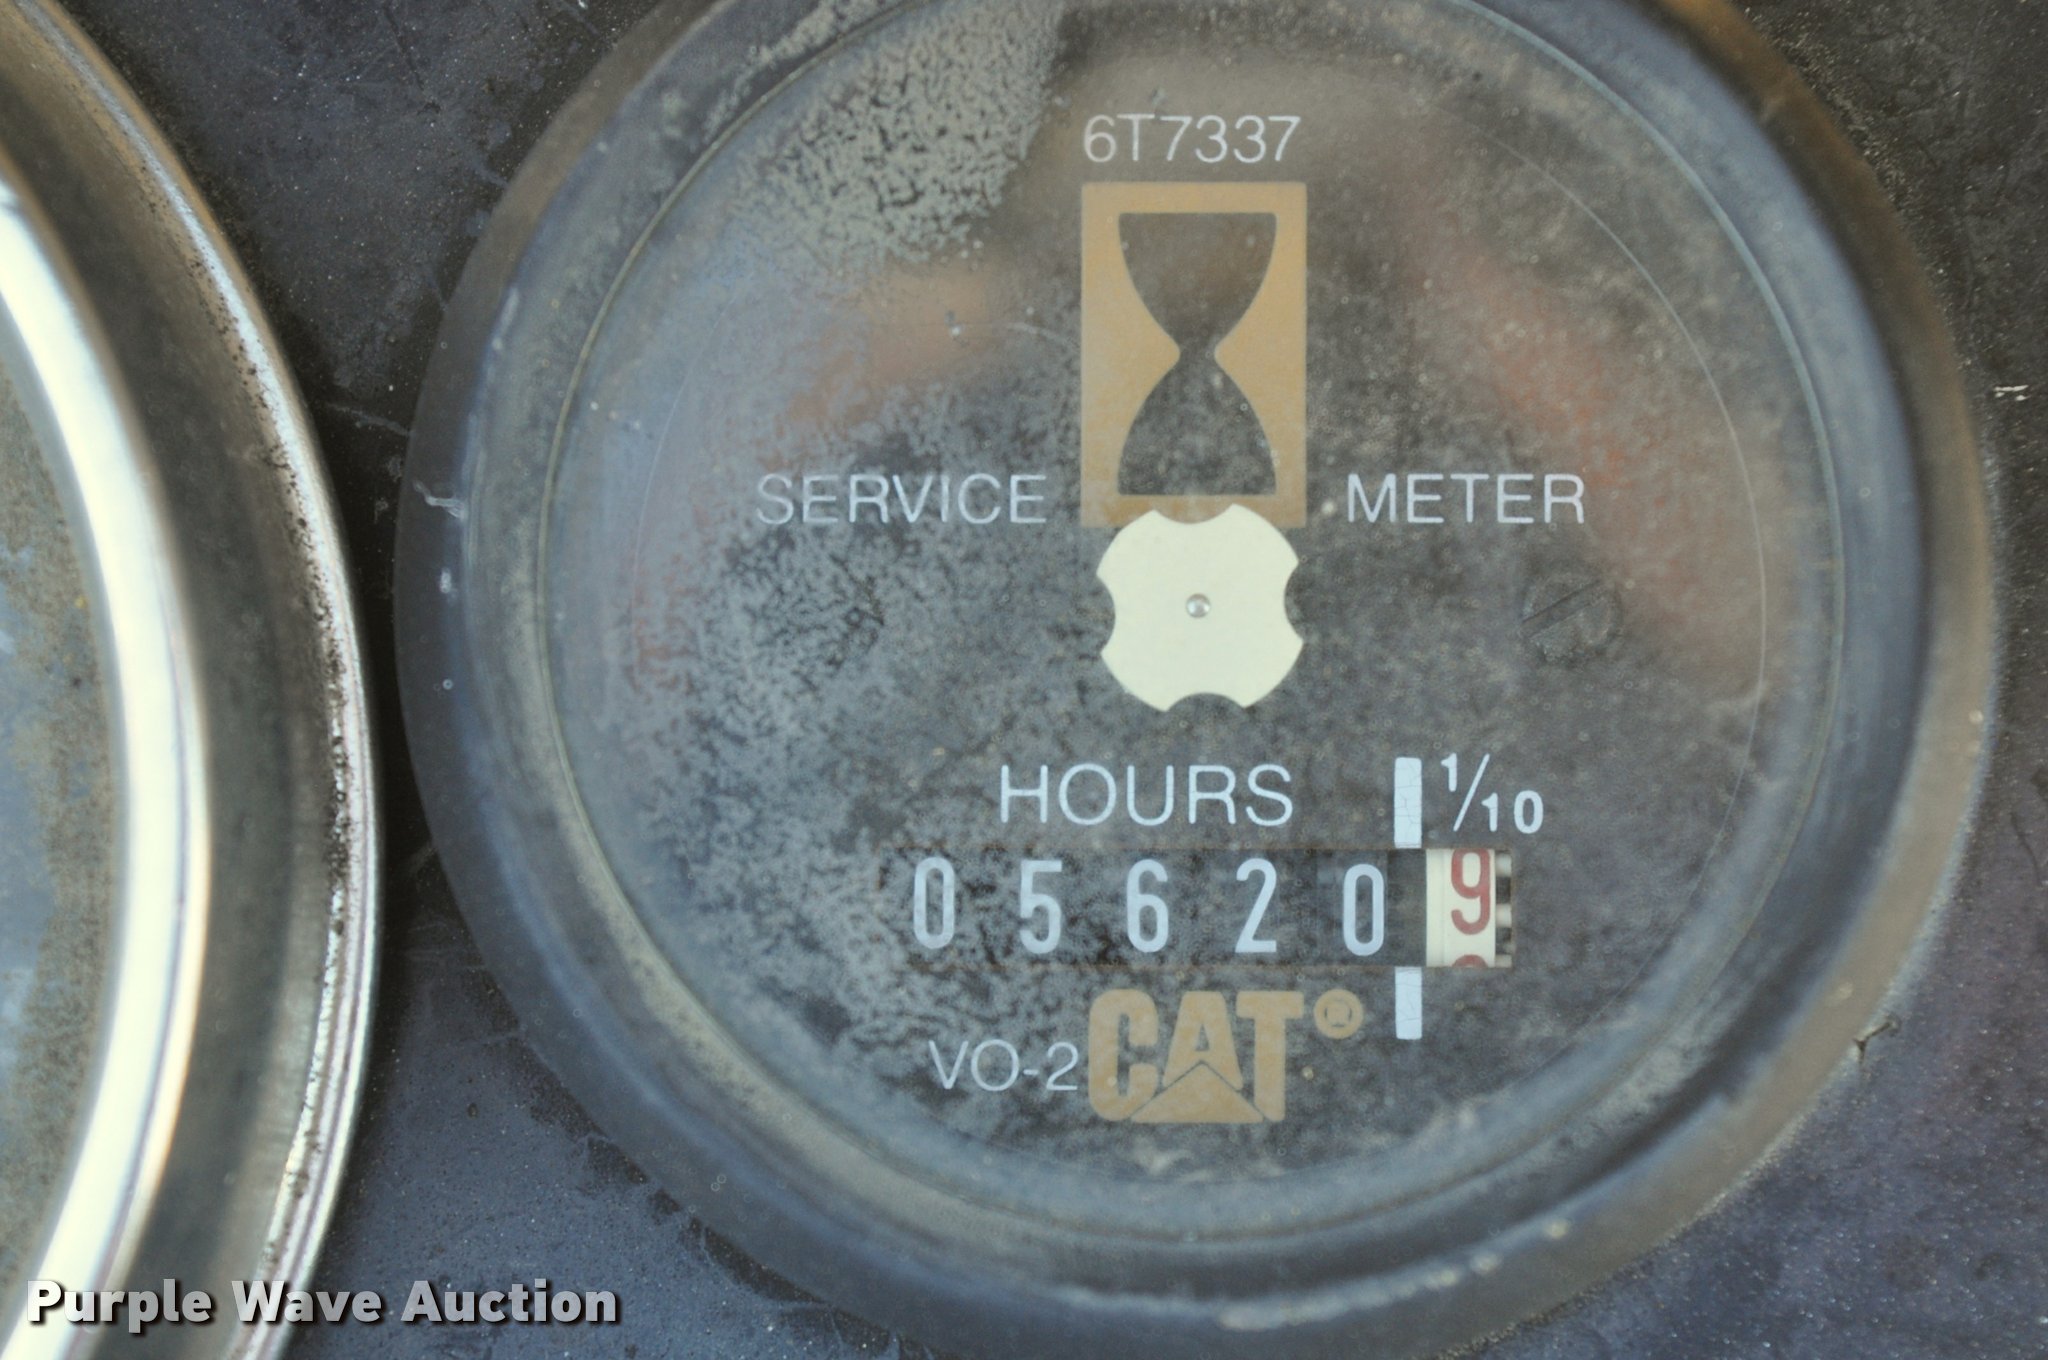 6T7337
SERVICE METER
HOURS 1/10
05620 9
VO-2 CAT®
Purple Wave Auction